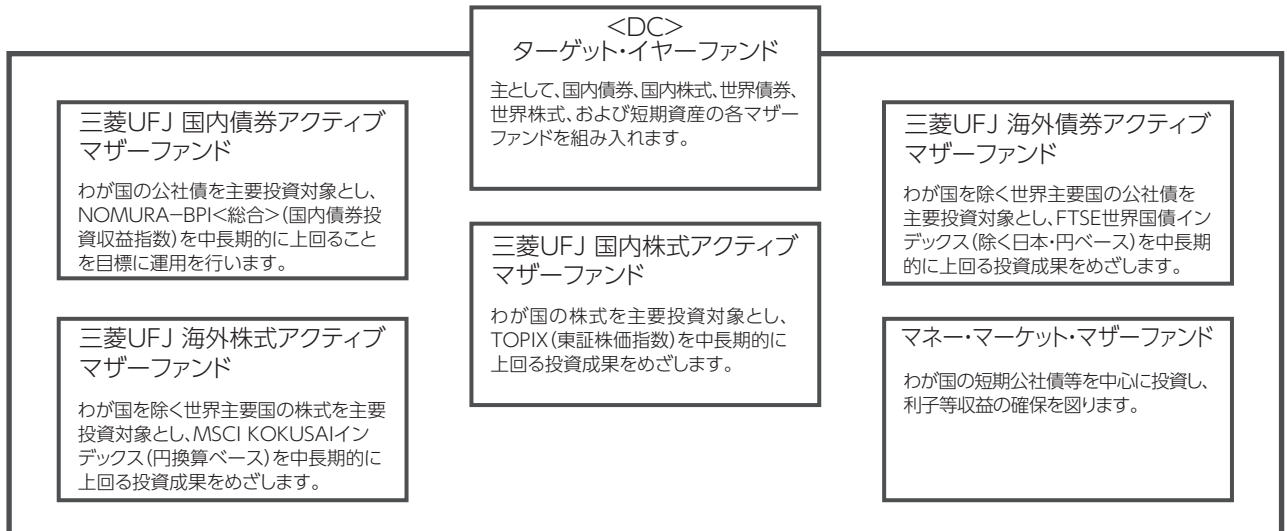 <DC>
ターゲット・イヤーファンド
主として、国内債券、国内株式、世界債券、
世界株式、および短期資産の各マザー
ファンドを組み入れます。
三菱UFJ 国内債券アクティブ
マザーファンド
わが国の公社債を主要投資対象とし、
NOMURA−BPI<総合>(国内債券投
資収益指数)を中長期的に上回ること
を目標に運用を行います。
三菱UFJ 国内株式アクティブ
マザーファンド
わが国の株式を主要投資対象とし、
TOPIX(東証株価指数)を中長期的に
上回る投資成果をめざします。
三菱UFJ 海外債券アクティブ
マザーファンド
わが国を除く世界主要国の公社債を
主要投資対象とし、FTSE世界国債イン
デックス(除く日本・円ベース)を中長期
的に上回る投資成果をめざします。
三菱UFJ 海外株式アクティブ
マザーファンド
わが国を除く世界主要国の株式を主要
投資対象とし、MSCI KOKUSAIイン
デックス(円換算ベース)を中長期的に
上回る投資成果をめざします。
マネー・マーケット・マザーファンド
わが国の短期公社債等を中心に投資し、
利子等収益の確保を図ります。